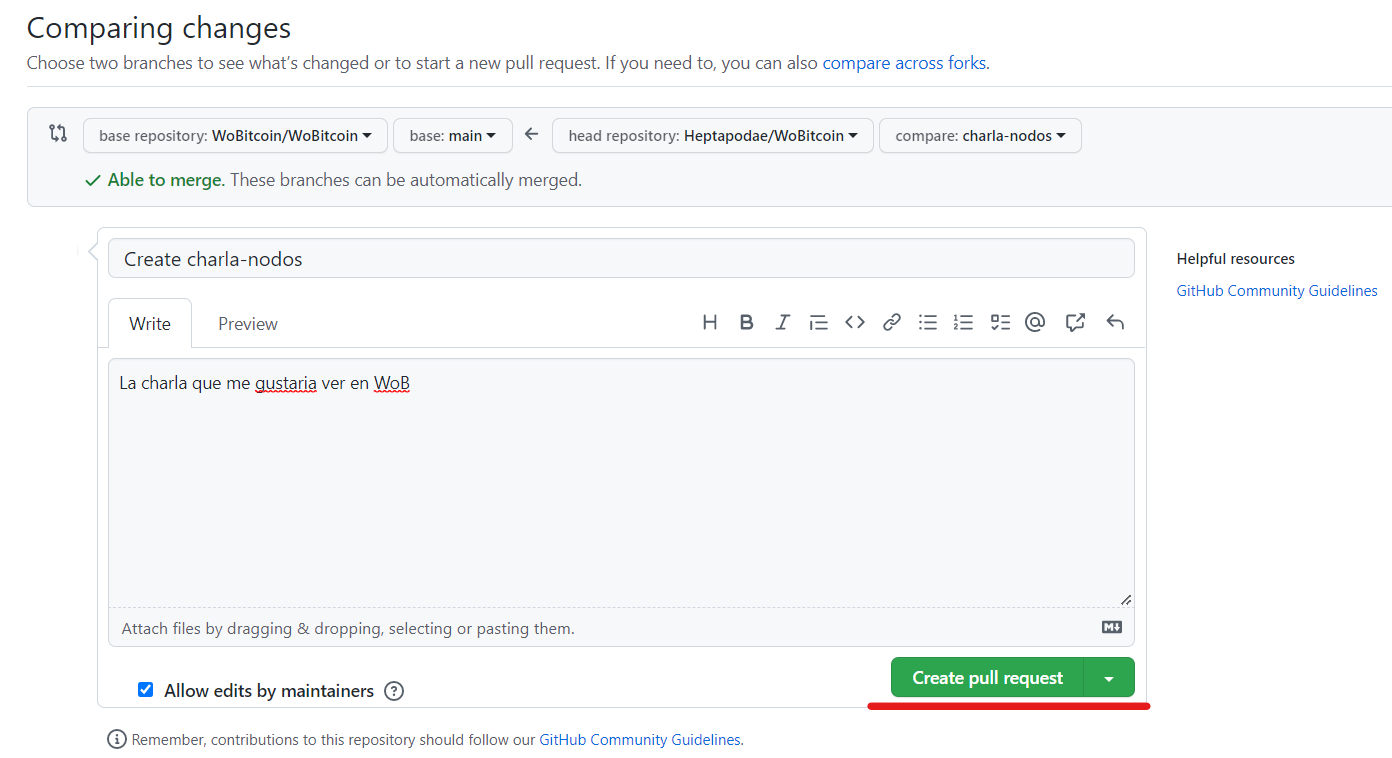 Comparing changes
Choose two branches to see what's changed or to start a new pull request. If you need to, you can also compare across forks.
base repository: WoBitcoin/WoBitcoin base: main head repository: Heptapodae/WoBitcoin compare: charla-nodos
Able to merge. These branches can be automatically merged.
Create charla-nodos
Helpful resources
GitHub Community Guidelines
Write Preview
La charla que me gustaria ver en WoB
Attach files by dragging & dropping, selecting or pasting them.
Allow edits by maintainers
Create pull request
Remember, contributions to this repository should follow our GitHub Community Guidelines.